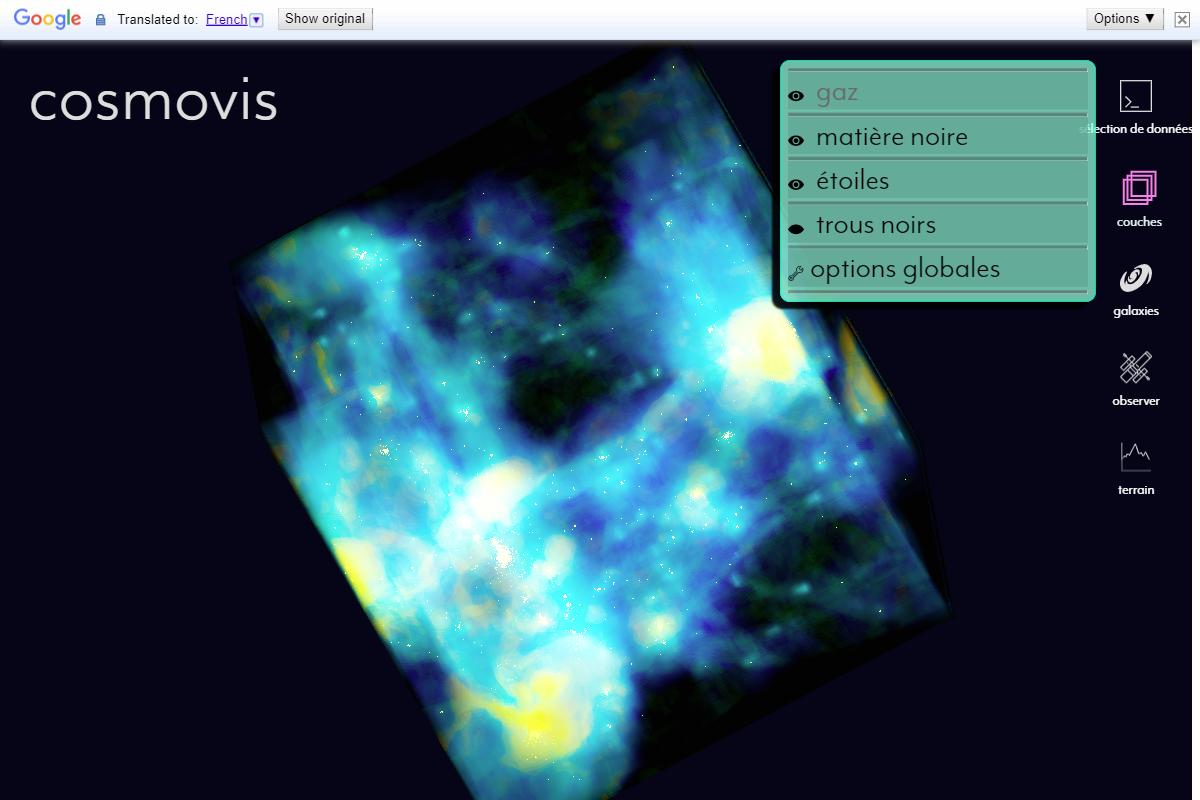 Google Translated to: French Show original Options ▼
cosmovis
gaz
matière noire
étoiles
trous noirs
options globales
sélection de données
couches
galaxies
observer
terrain